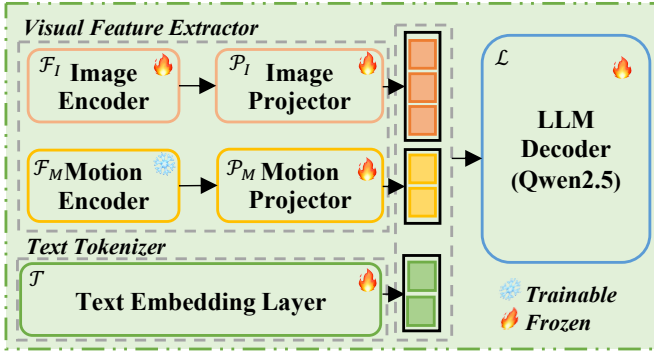 Visual Feature Extractor
ℱ_I Image
Encoder
𝒫_I Image
Projector
ℱ_M Motion
Encoder
𝒫_M Motion
Projector
Text Tokenizer
𝒯
Text Embedding Layer
ℒ
LLM
Decoder
(Qwen2.5)
Trainable
Frozen